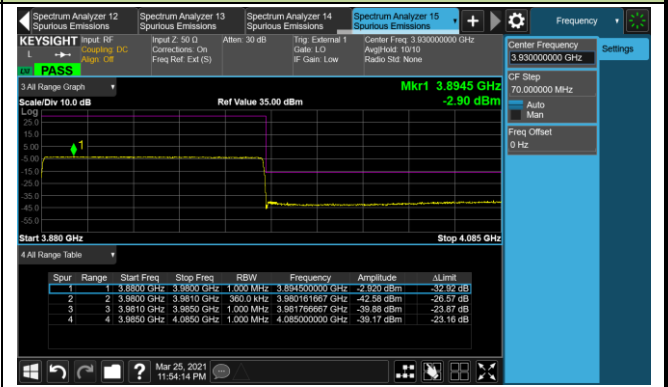 Spectrum Analyzer 12
Spurious Emissions
Spectrum Analyzer 13
Spurious Emissions
Spectrum Analyzer 14
Spurious Emissions
Spectrum Analyzer 15
Spurious Emissions
+
Frequency
KEYSIGHT
L
Input: RF
Coupling: DC
Align: Off
Input Z: 50 Ω
Corrections: On
Freq Ref: Ext (S)
Atten: 30 dB
Trig: External 1
Gate: LO
IF Gain: Low
Center Freq: 3.930000000 GHz
Avg|Hold: 10/10
Radio Std: None
PASS
Center Frequency
3.930000000 GHz
Settings
CF Step
70.000000 MHz
Auto
Man
Freq Offset
0 Hz
3 All Range Graph
Mkr1 3.8945 GHz
Scale/Div 10.0 dB
Ref Value 35.00 dBm
-2.90 dBm
Log
25.0
15.0
5.00
-5.00
-15.0
-25.0
-35.0
-45.0
-55.0
1
Start 3.880 GHz
Stop 4.085 GHz
4 All Range Table
Spur Range Start Freq Stop Freq RBW Frequency Amplitude ΔLimit
1 1 3.8800 GHz 3.9800 GHz 1.000 MHz 3.894500000 GHz -2.920 dBm -32.92 dB
2 2 3.9800 GHz 3.9810 GHz 360.0 kHz 3.980161667 GHz -42.58 dBm -26.57 dB
3 3 3.9810 GHz 3.9850 GHz 1.000 MHz 3.981766667 GHz -39.88 dBm -23.87 dB
4 4 3.9850 GHz 4.0850 GHz 1.000 MHz 4.085000000 GHz -39.17 dBm -23.16 dB
?
Mar 25, 2021
11:54:14 PM